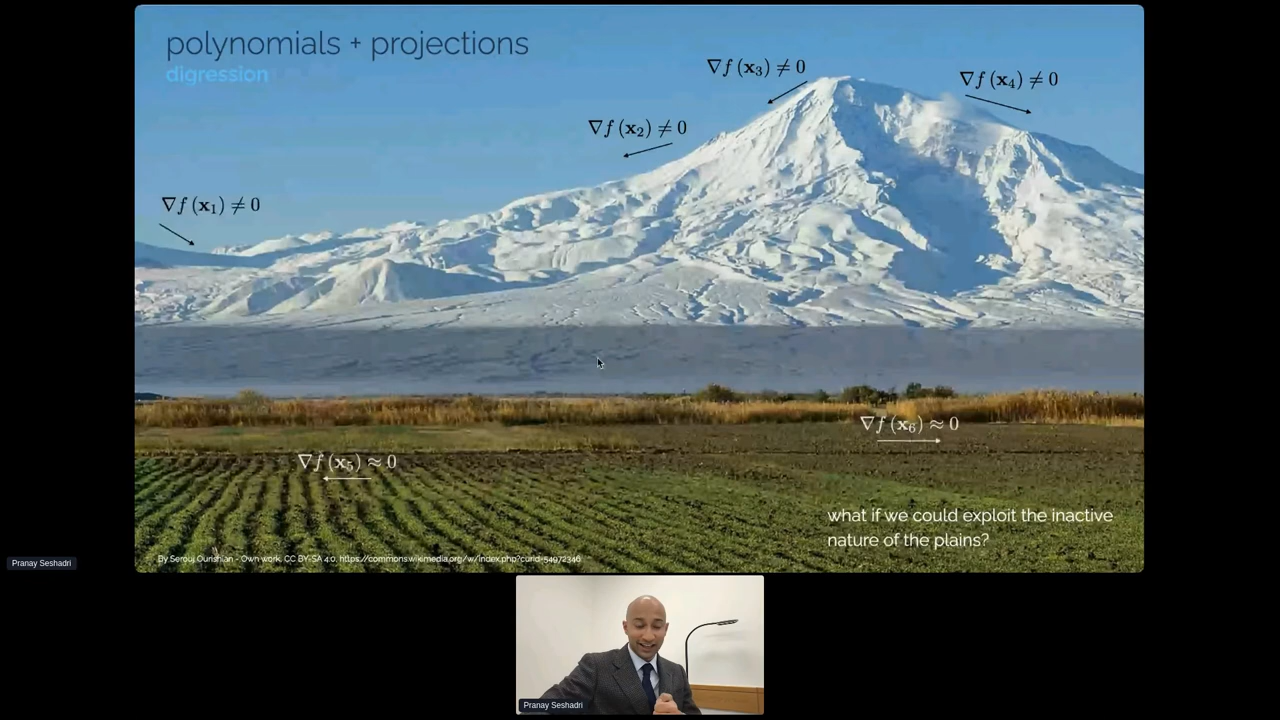 polynomials + projections
digression
∇f (x₃) ≠ 0
∇f (x₄) ≠ 0
∇f (x₂) ≠ 0
∇f (x₁) ≠ 0
∇f (x₆) ≈ 0
∇f (x₅) ≈ 0
what if we could exploit the inactive
nature of the plains?
By Serouj Ourishian - Own work, CC BY-SA 4.0, https://commons.wikimedia.org/w/index.php?curid=54972346
Pranay Seshadri
Pranay Seshadri